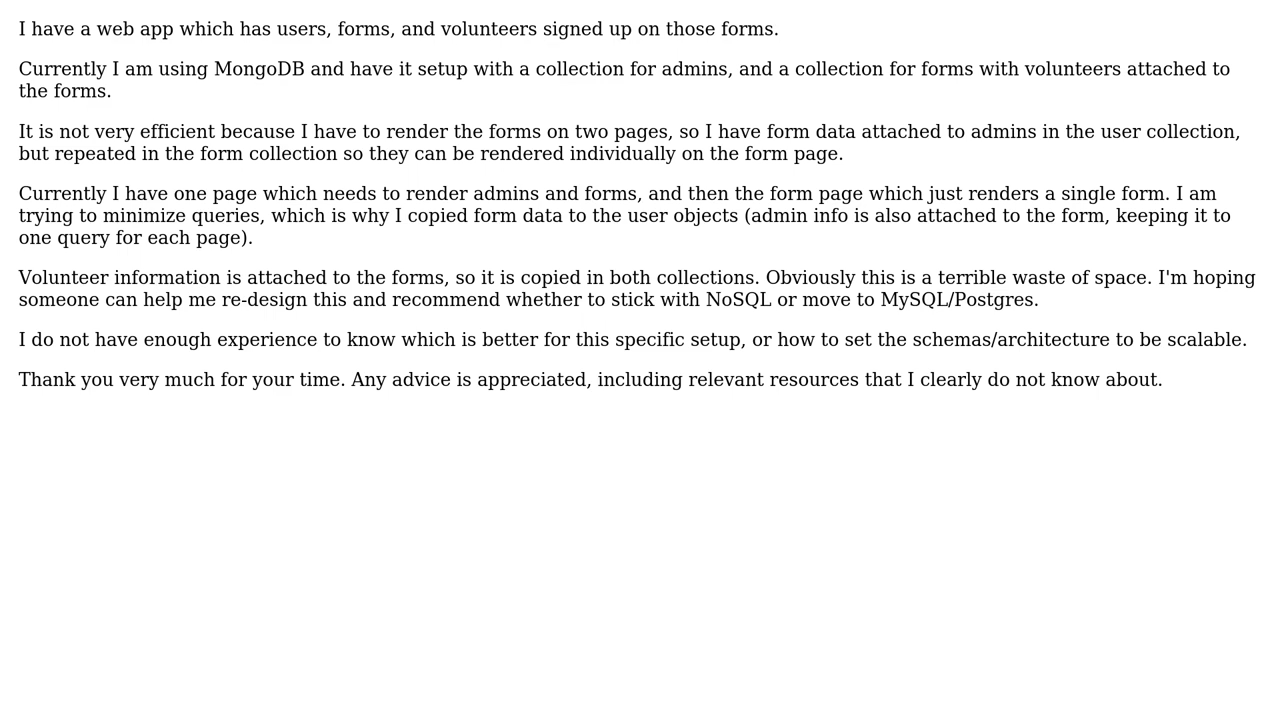 I have a web app which has users, forms, and volunteers signed up on those forms.
Currently I am using MongoDB and have it setup with a collection for admins, and a collection for forms with volunteers attached to
the forms.
It is not very efficient because I have to render the forms on two pages, so I have form data attached to admins in the user collection,
but repeated in the form collection so they can be rendered individually on the form page.
Currently I have one page which needs to render admins and forms, and then the form page which just renders a single form. I am
trying to minimize queries, which is why I copied form data to the user objects (admin info is also attached to the form, keeping it to
one query for each page).
Volunteer information is attached to the forms, so it is copied in both collections. Obviously this is a terrible waste of space. I'm hoping
someone can help me re-design this and recommend whether to stick with NoSQL or move to MySQL/Postgres.
I do not have enough experience to know which is better for this specific setup, or how to set the schemas/architecture to be scalable.
Thank you very much for your time. Any advice is appreciated, including relevant resources that I clearly do not know about.